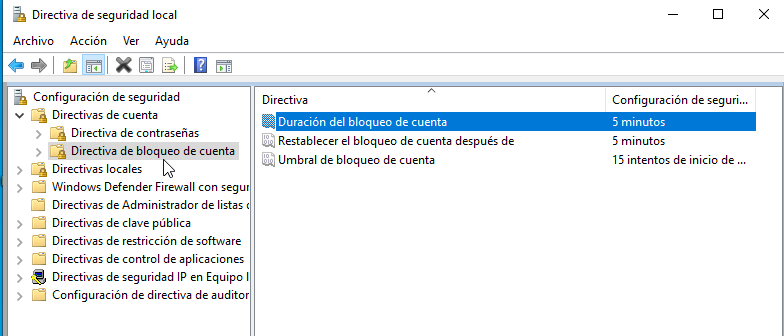 Directiva de seguridad local
Archivo Acción Ver Ayuda
Configuración de seguridad
Directivas de cuenta
Directiva de contraseñas
Directiva de bloqueo de cuenta
Directivas locales
Windows Defender Firewall con segur
Directivas de Administrador de listas d
Directivas de clave pública
Directivas de restricción de software
Directivas de control de aplicaciones
Directivas de seguridad IP en Equipo l
Configuración de directiva de auditor
Directiva Configuración de seguri...
Duración del bloqueo de cuenta 5 minutos
Restablecer el bloqueo de cuenta después de 5 minutos
Umbral de bloqueo de cuenta 15 intentos de inicio de ...